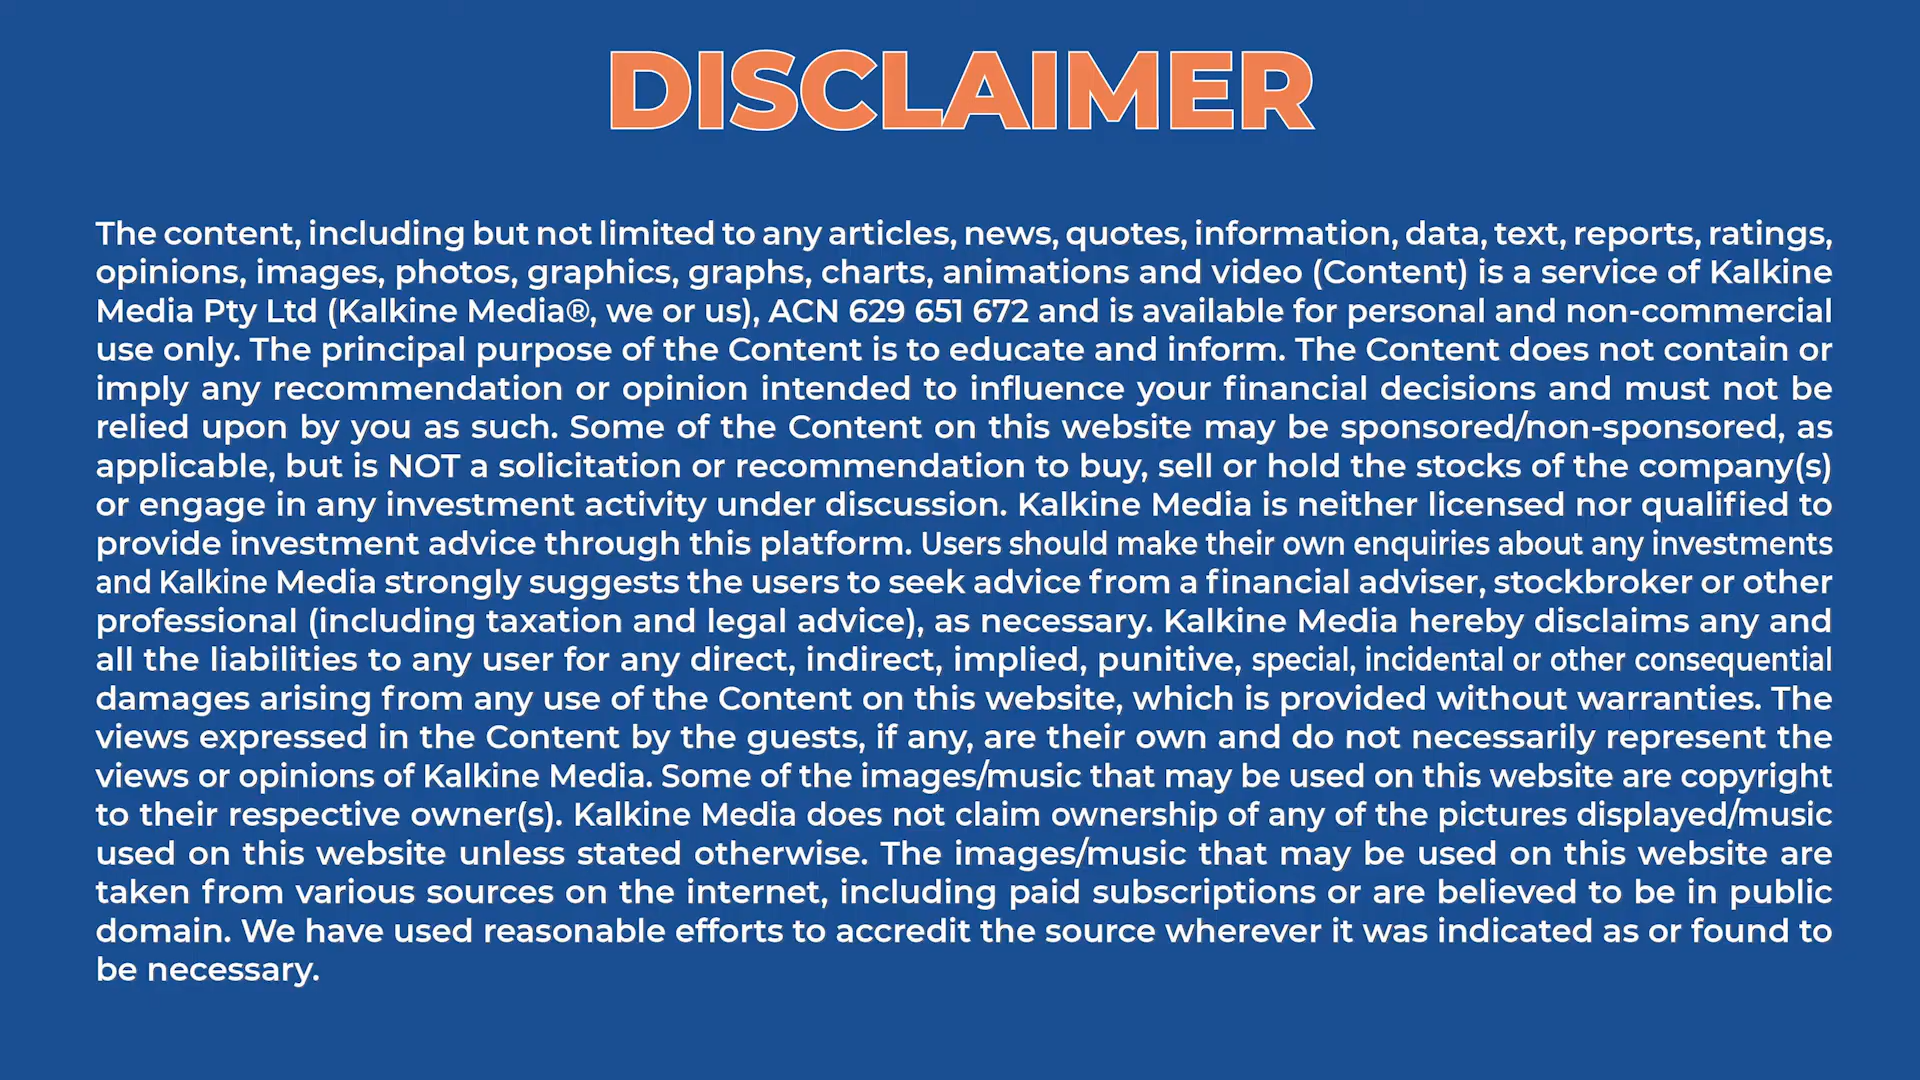 DISCLAIMER
The content, including but not limited to any articles, news, quotes, information, data, text, reports, ratings,
opinions, images, photos, graphics, graphs, charts, animations and video (Content) is a service of Kalkine
Media Pty Ltd (Kalkine Media®, we or us), ACN 629 651 672 and is available for personal and non-commercial
use only. The principal purpose of the Content is to educate and inform. The Content does not contain or
imply any recommendation or opinion intended to influence your financial decisions and must not be
relied upon by you as such. Some of the Content on this website may be sponsored/non-sponsored, as
applicable, but is NOT a solicitation or recommendation to buy, sell or hold the stocks of the company(s)
or engage in any investment activity under discussion. Kalkine Media is neither licensed nor qualified to
provide investment advice through this platform. Users should make their own enquiries about any investments
and Kalkine Media strongly suggests the users to seek advice from a financial adviser, stockbroker or other
professional (including taxation and legal advice), as necessary. Kalkine Media hereby disclaims any and
all the liabilities to any user for any direct, indirect, implied, punitive, special, incidental or other consequential
damages arising from any use of the Content on this website, which is provided without warranties. The
views expressed in the Content by the guests, if any, are their own and do not necessarily represent the
views or opinions of Kalkine Media. Some of the images/music that may be used on this website are copyright
to their respective owner(s). Kalkine Media does not claim ownership of any of the pictures displayed/music
used on this website unless stated otherwise. The images/music that may be used on this website are
taken from various sources on the internet, including paid subscriptions or are believed to be in public
domain. We have used reasonable efforts to accredit the source wherever it was indicated as or found to
be necessary.